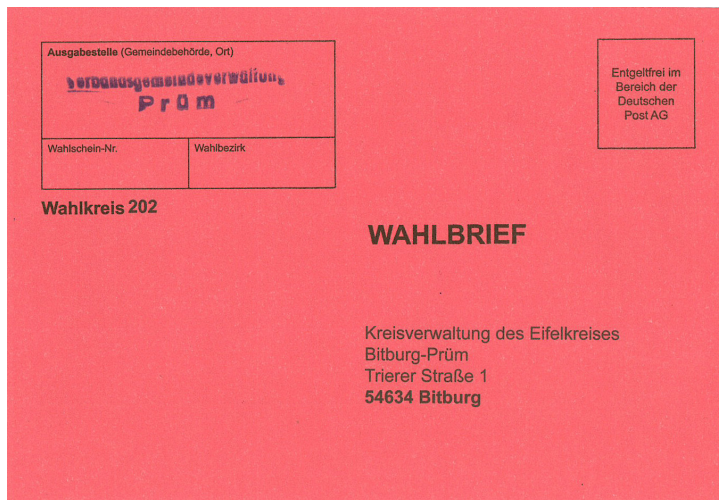 Ausgabestelle (Gemeindebehörde, Ort)
Verbandsgemeindeverwaltung
Prüm
Wahlschein-Nr.
Wahlbezirk
Wahlkreis 202
Entgeltfrei im
Bereich der
Deutschen
Post AG
WAHLBRIEF
Kreisverwaltung des Eifelkreises
Bitburg-Prüm
Trierer Straße 1
54634 Bitburg